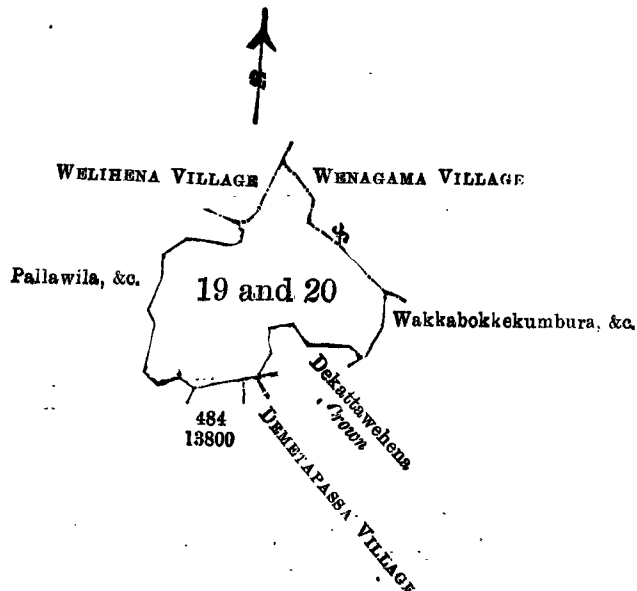 WELIHENA VILLAGE
WENAGAMA VILLAGE
Pallawila, &c.
19 and 20
Wakkabokkekumbura, &c.
Dekattawehena
Crown
484
13800
DEMETAPASSA VILLAGE